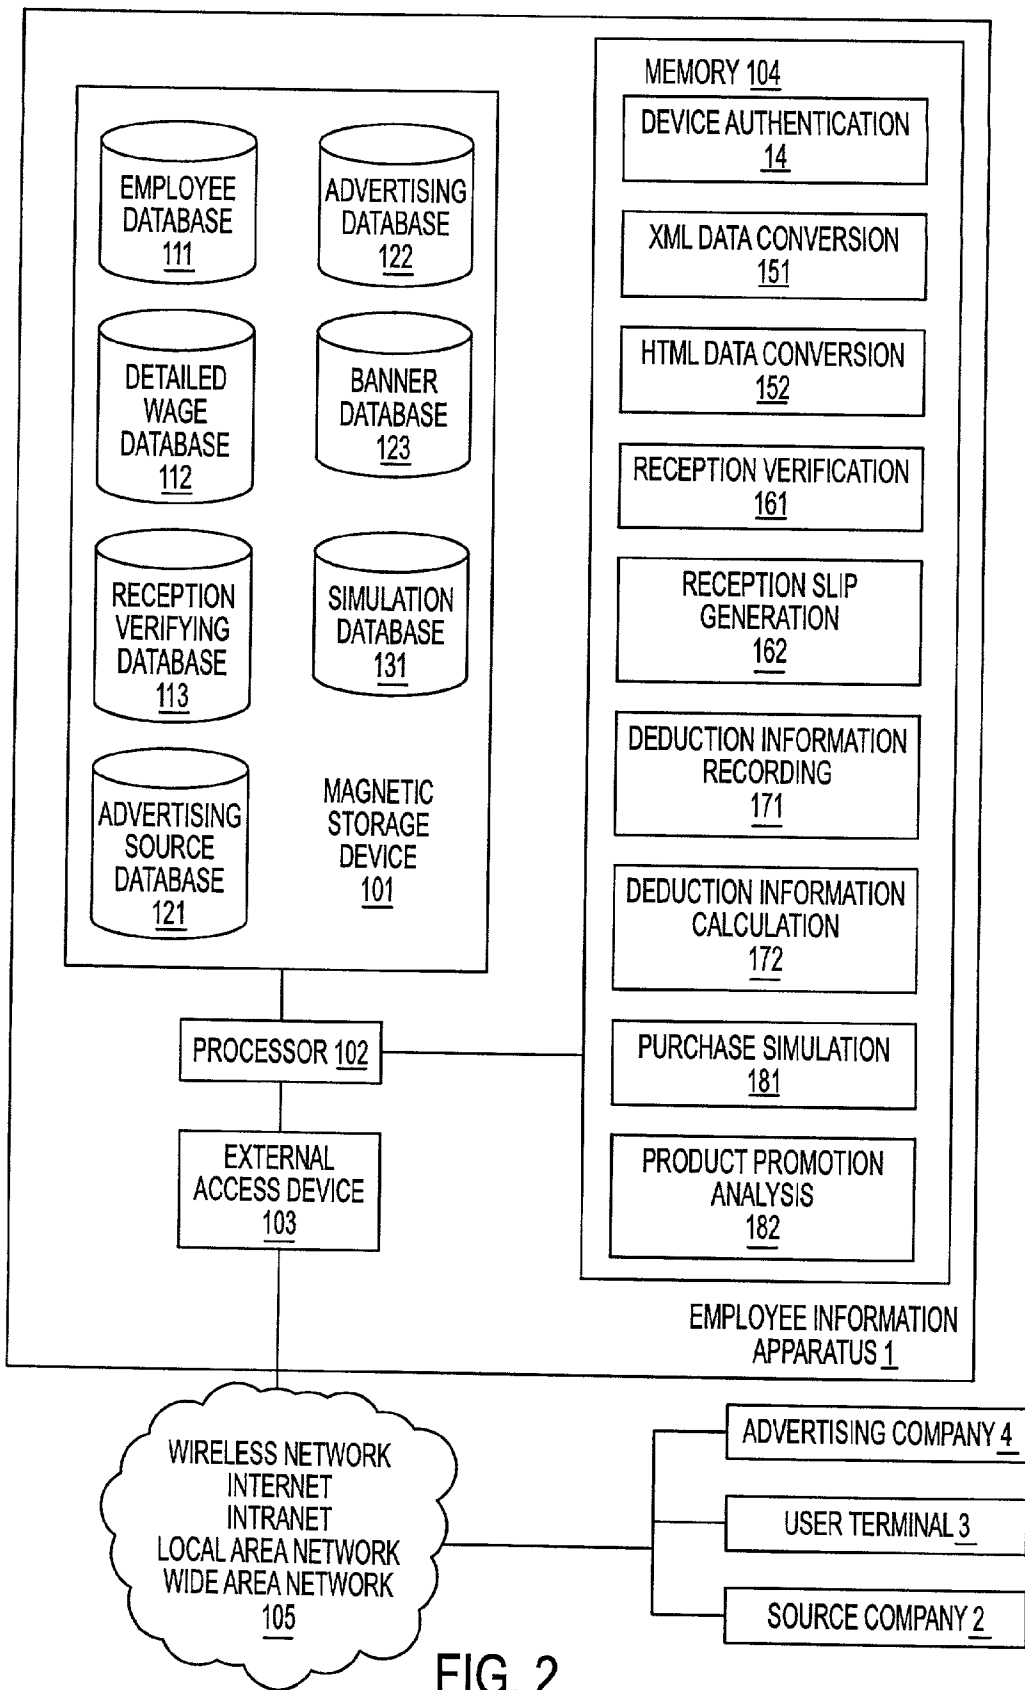 MEMORY 104
DEVICE AUTHENTICATION
14
XML DATA CONVERSION
151
HTML DATA CONVERSION
152
RECEPTION VERIFICATION
161
RECEPTION SLIP
GENERATION
162
DEDUCTION INFORMATION
RECORDING
171
DEDUCTION INFORMATION
CALCULATION
172
PURCHASE SIMULATION
181
PRODUCT PROMOTION
ANALYSIS
182
EMPLOYEE
DATABASE
111
ADVERTISING
DATABASE
122
DETAILED
WAGE
DATABASE
112
BANNER
DATABASE
123
RECEPTION
VERIFYING
DATABASE
113
SIMULATION
DATABASE
131
ADVERTISING
SOURCE
DATABASE
121
MAGNETIC
STORAGE
DEVICE
101
PROCESSOR 102
EXTERNAL
ACCESS DEVICE
103
EMPLOYEE INFORMATION
APPARATUS 1
WIRELESS NETWORK
INTERNET
INTRANET
LOCAL AREA NETWORK
WIDE AREA NETWORK
105
ADVERTISING COMPANY 4
USER TERMINAL 3
SOURCE COMPANY 2
FIG. 2